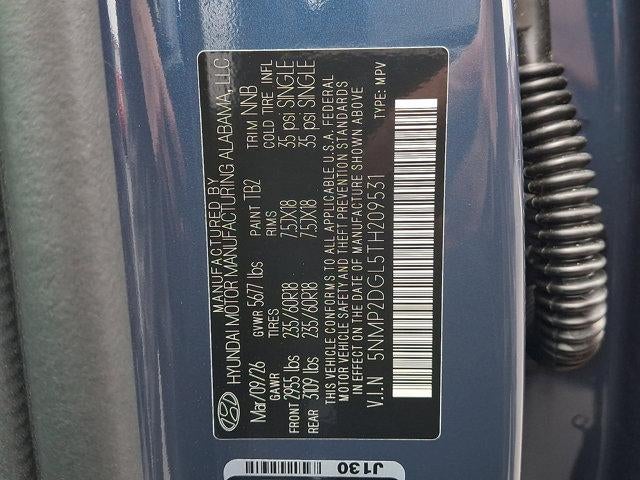 MANUFACTURED BY
HYUNDAI MOTOR MANUFACTURING ALABAMA, LLC
Mar/09/26 GVWR 5677 lbs PAINT TB2 TRIM NNB
GAWR TIRES RIMS COLD TIRE INFL
FRONT 2955 lbs 235/60R18 7.5JX18 35 psi SINGLE
REAR 3109 lbs 235/60R18 7.5JX18 35 psi SINGLE
THIS VEHICLE CONFORMS TO ALL APPLICABLE U.S.A. FEDERAL
MOTOR VEHICLE SAFETY AND THEFT PREVENTION STANDARDS
IN EFFECT ON THE DATE OF MANUFACTURE SHOWN ABOVE
V.I.N 5NMP2DGL5TH209531 TYPE: MPV
J130